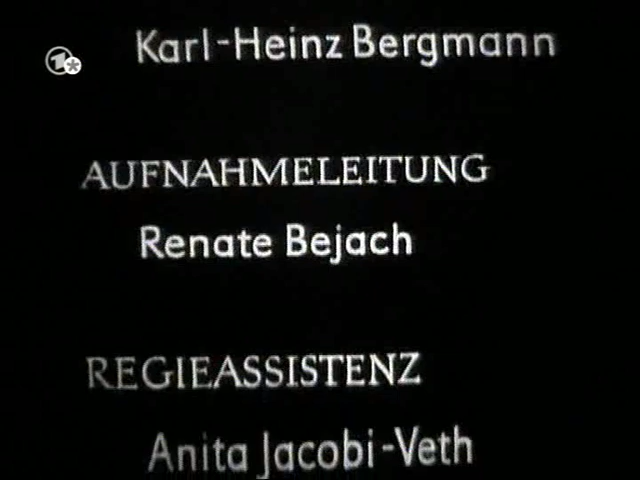 Karl-Heinz Bergmann
AUFNAHMELEITUNG
Renate Bejach
REGIEASSISTENZ
Anita Jacobi-Veth